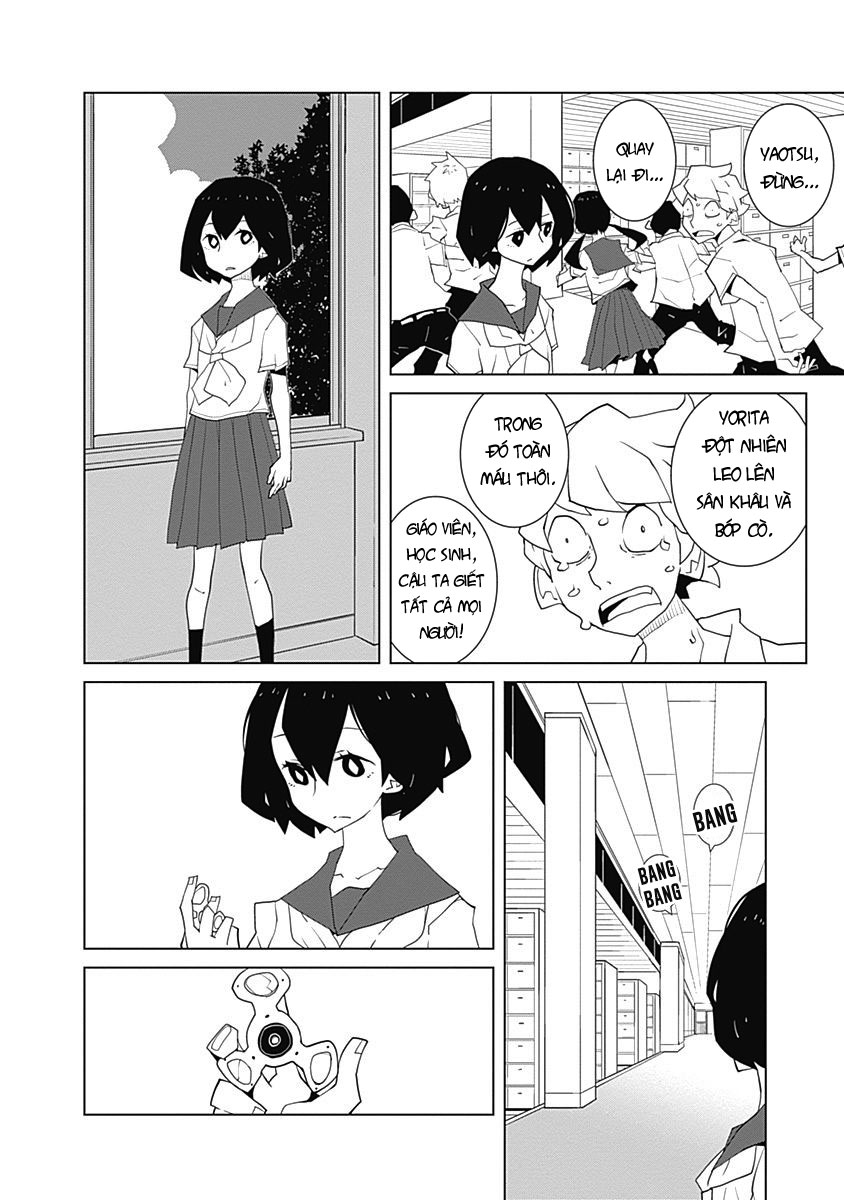 YAOTSU,
ĐỪNG...
QUAY
LẠI ĐI...
YORITA
ĐỘT NHIÊN
LEO LÊN
SÂN KHẤU VÀ
BÓP CÒ.
TRONG
ĐÓ TOÀN
MÁU THÔI.
GIÁO VIÊN,
HỌC SINH,
CẬU TA GIẾT
TẤT CẢ MỌI
NGƯỜI!
BANG
BANG
BANG